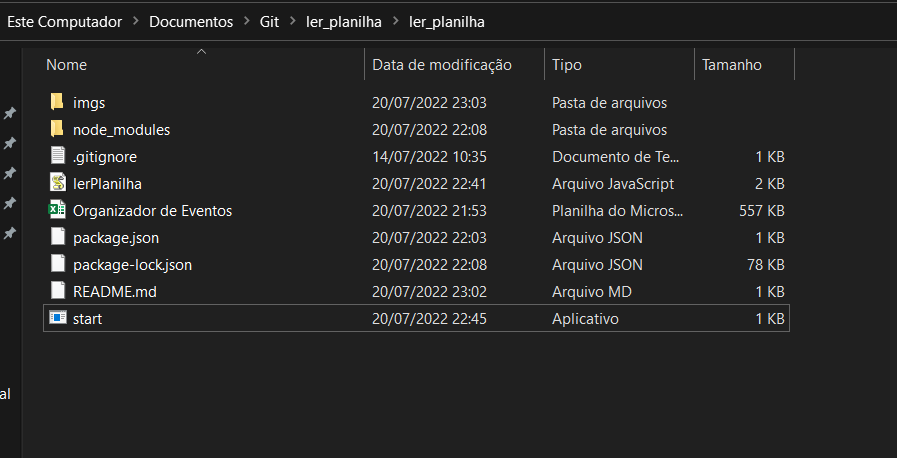 Este Computador > Documentos > Git > ler_planilha > ler_planilha
Nome Data de modificação Tipo Tamanho
imgs 20/07/2022 23:03 Pasta de arquivos
node_modules 20/07/2022 22:08 Pasta de arquivos
.gitignore 14/07/2022 10:35 Documento de Te... 1 KB
lerPlanilha 20/07/2022 22:41 Arquivo JavaScript 2 KB
Organizador de Eventos 20/07/2022 21:53 Planilha do Micros... 557 KB
package.json 20/07/2022 22:03 Arquivo JSON 1 KB
package-lock.json 20/07/2022 22:08 Arquivo JSON 78 KB
README.md 20/07/2022 23:02 Arquivo MD 1 KB
start 20/07/2022 22:45 Aplicativo 1 KB
al